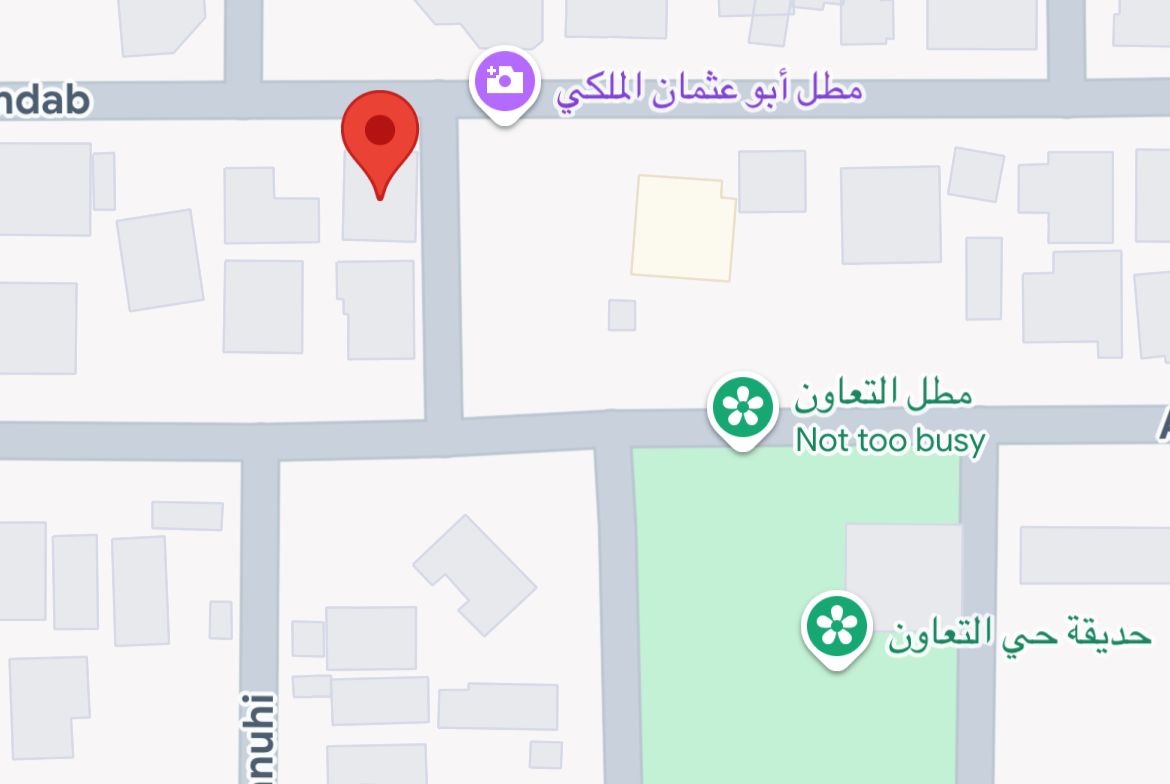 مطل أبو عثمان الملكي
ndab
مطل التعاون
Not too busy
حديقة حي التعاون
nuhi